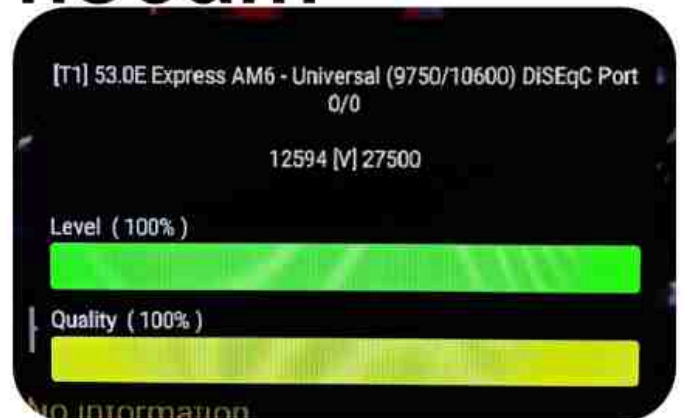 [T1] 53.0E Express AM6 - Universal (9750/10600) DiSEqC Port
0/0
12594 [V] 27500
Level ( 100% )
Quality ( 100% )
No information